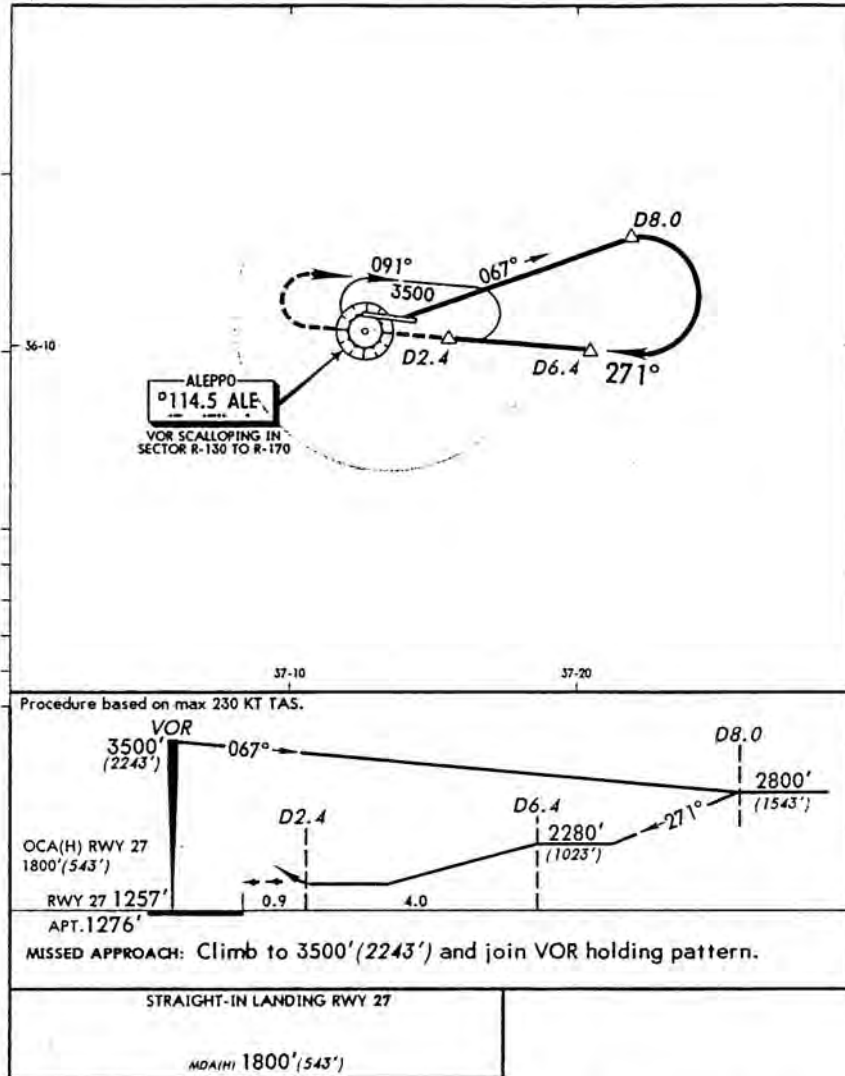 D8.0
091°
067°
3500
36-10
D2.4
D6.4
271°
ALEPPO
D 114.5 ALE
VOR SCALLOPING IN
SECTOR R-130 TO R-170
37-10
37-20
Procedure based on max 230 KT TAS.
VOR
3500'
(2243')
067°
D8.0
2800'
(1543')
D2.4
D6.4
271°
2280'
(1023')
OCA(H) RWY 27
1800'(543')
RWY 27 1257'
0.9
4.0
APT. 1276'
MISSED APPROACH: Climb to 3500'(2243') and join VOR holding pattern.
STRAIGHT-IN LANDING RWY 27
MDA(H) 1800'(543')